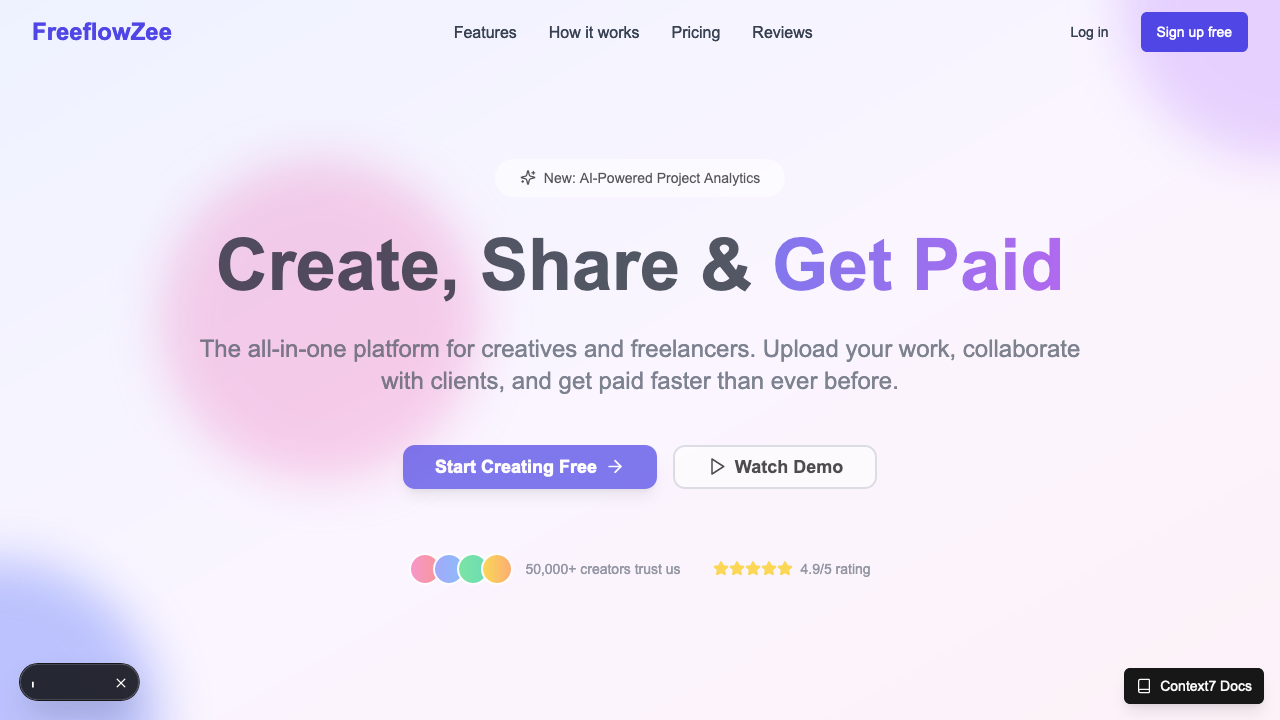 FreeflowZee
Features
How it works
Pricing
Reviews
Log in
Sign up free
New: AI-Powered Project Analytics
Create, Share & Get Paid
The all-in-one platform for creatives and freelancers. Upload your work, collaborate
with clients, and get paid faster than ever before.
Start Creating Free
Watch Demo
50,000+ creators trust us
4.9/5 rating
Context7 Docs